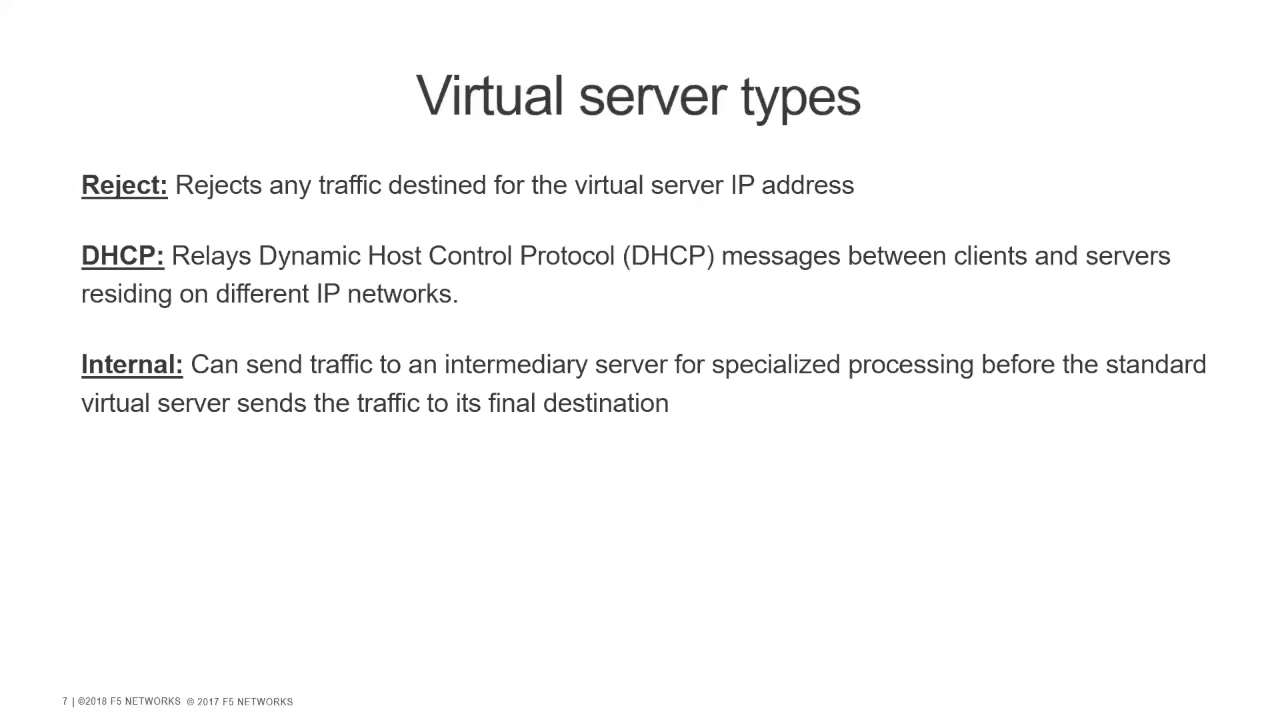 Virtual server types
Reject: Rejects any traffic destined for the virtual server IP address
DHCP: Relays Dynamic Host Control Protocol (DHCP) messages between clients and servers
residing on different IP networks.
Internal: Can send traffic to an intermediary server for specialized processing before the standard
virtual server sends the traffic to its final destination
7 | ©2018 F5 NETWORKS © 2017 F5 NETWORKS